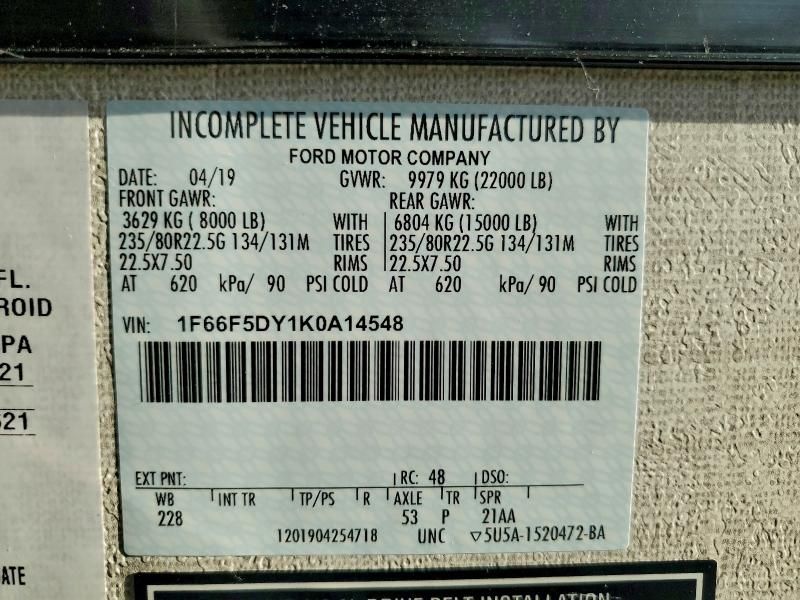 INCOMPLETE VEHICLE MANUFACTURED BY
FORD MOTOR COMPANY
DATE: 04/19 GVWR: 9979 KG (22000 LB)
FRONT GAWR: REAR GAWR:
3629 KG ( 8000 LB) WITH 6804 KG (15000 LB) WITH
235/80R22.5G 134/131M TIRES 235/80R22.5G 134/131M TIRES
22.5X7.50 RIMS 22.5X7.50 RIMS
AT 620 kPa/ 90 PSI COLD AT 620 kPa/ 90 PSI COLD
VIN: 1F66F5DY1K0A14548
EXT PNT: RC: 48 DSO:
WB INT TR TP/PS R AXLE TR SPR
228 53 P 21AA
1201904254718 UNC ▽5U5A-1520472-BA
FL.
ROID
PA
21
621
ATE
DRIVE BELT INSTALLATION